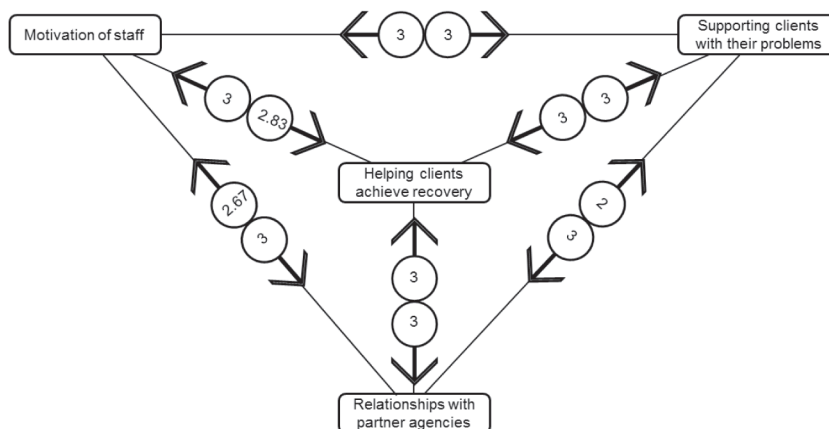 Motivation of staff
3 3
Supporting clients
with their problems
3
2.83
3
3
Helping clients
achieve recovery
2.67
3
2
3
3
3
Relationships with
partner agencies